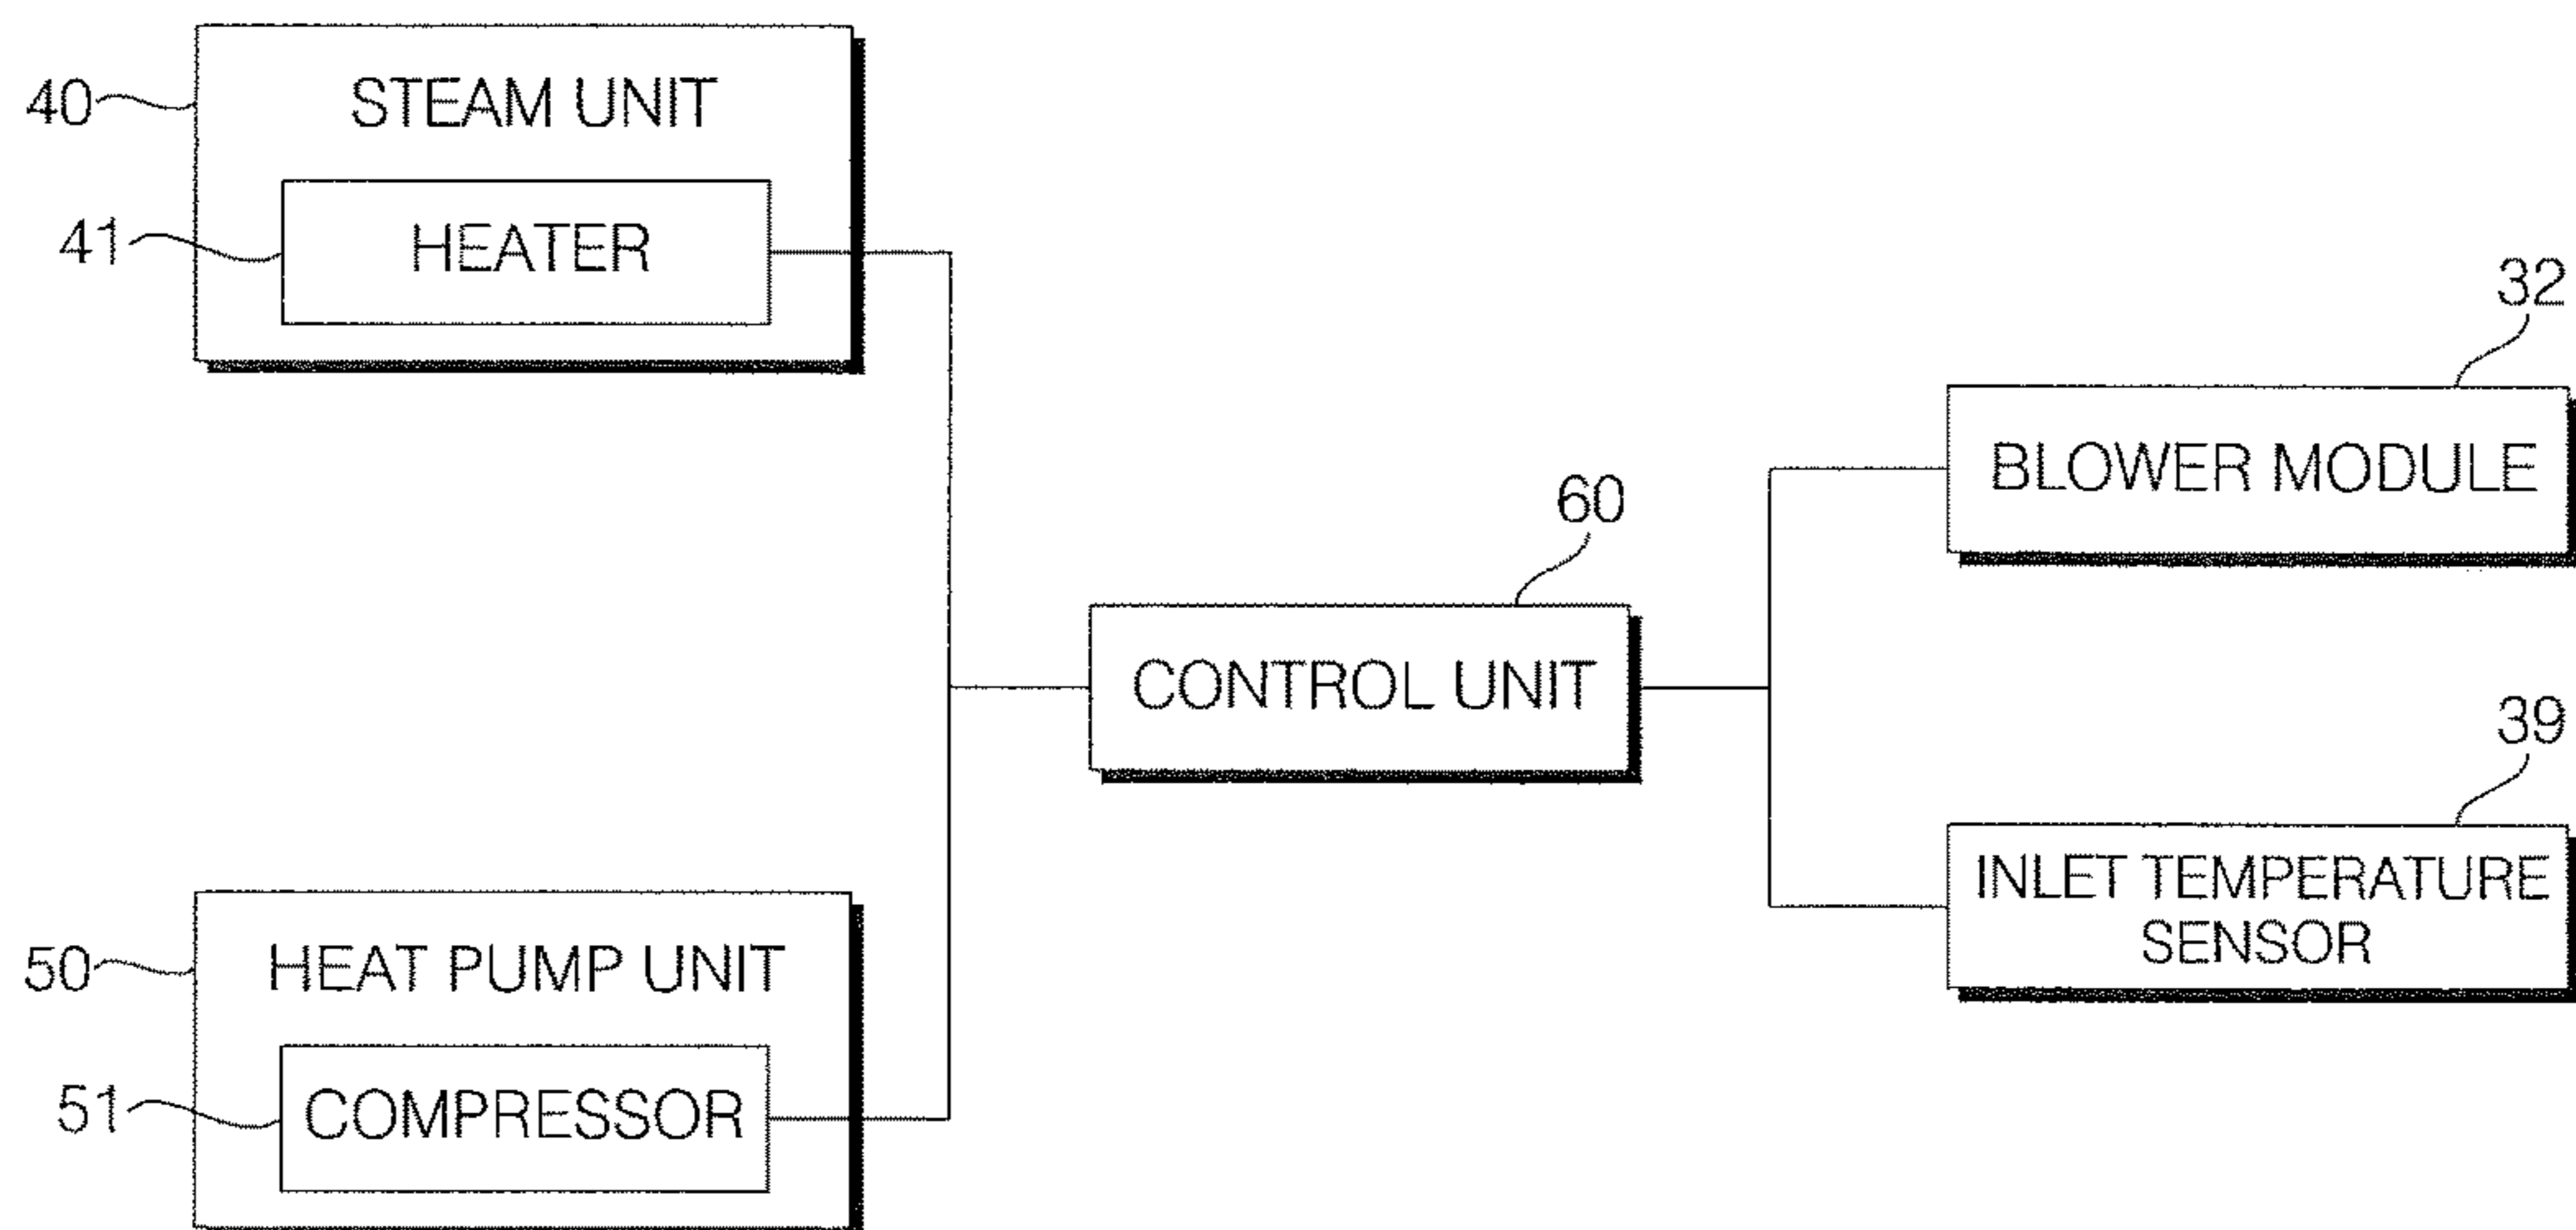 40
STEAM UNIT
41
HEATER
32
BLOWER MODULE
60
CONTROL UNIT
39
INLET TEMPERATURE
SENSOR
50
HEAT PUMP UNIT
51
COMPRESSOR